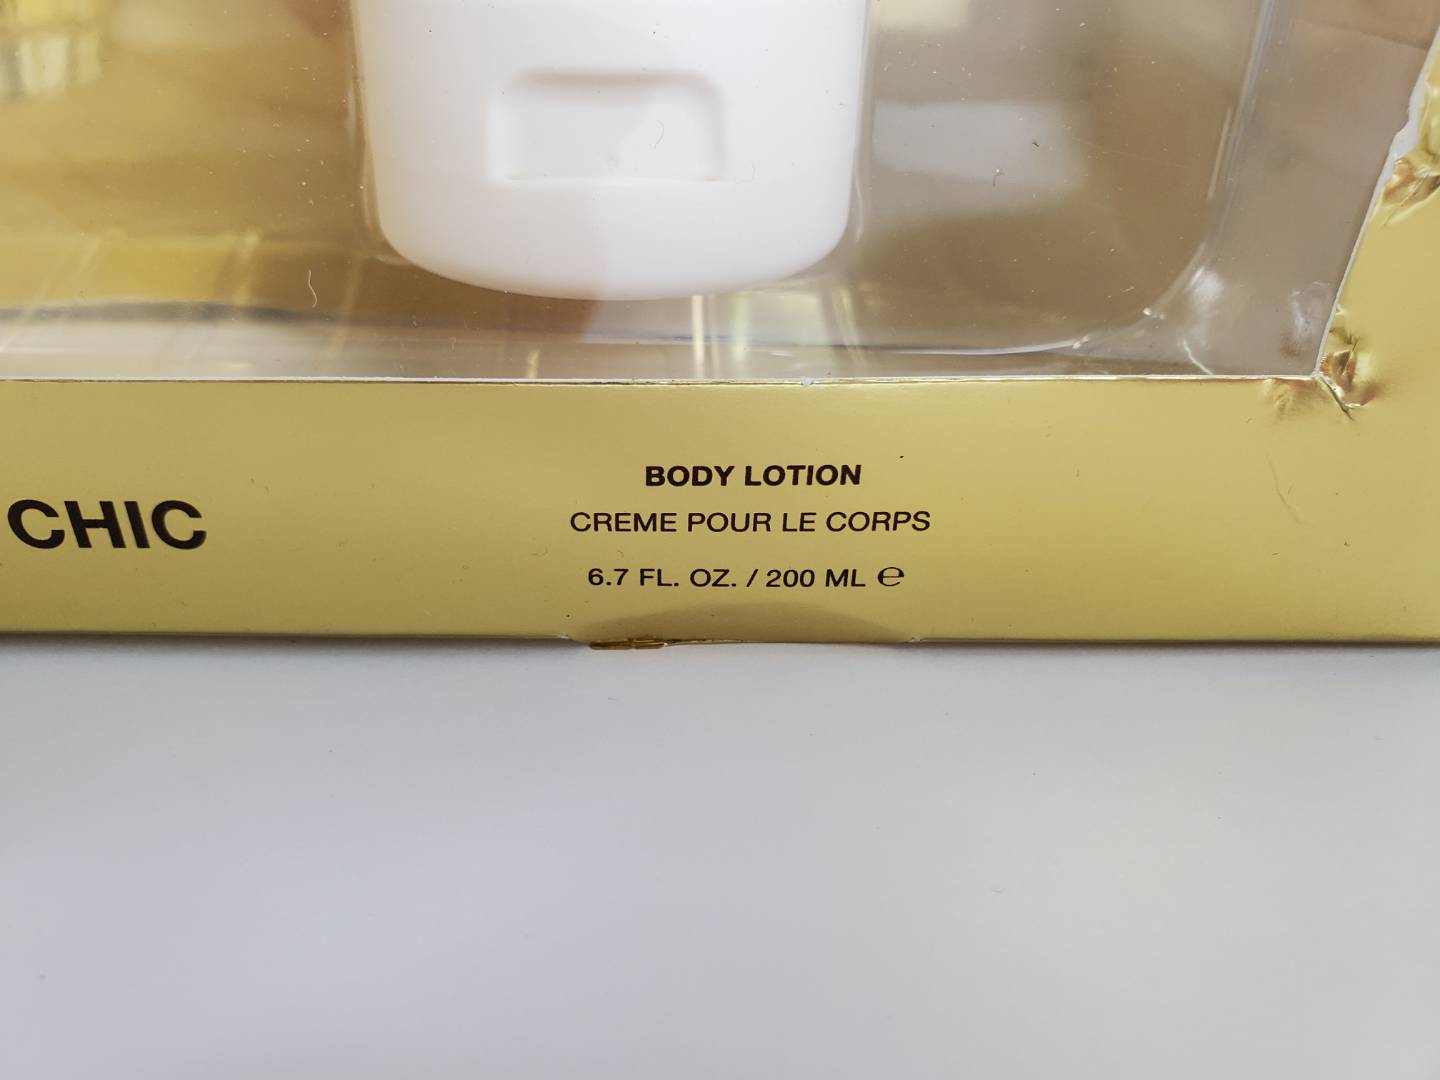 CHIC
BODY LOTION
CREME POUR LE CORPS
6.7 FL. OZ. / 200 ML ℮